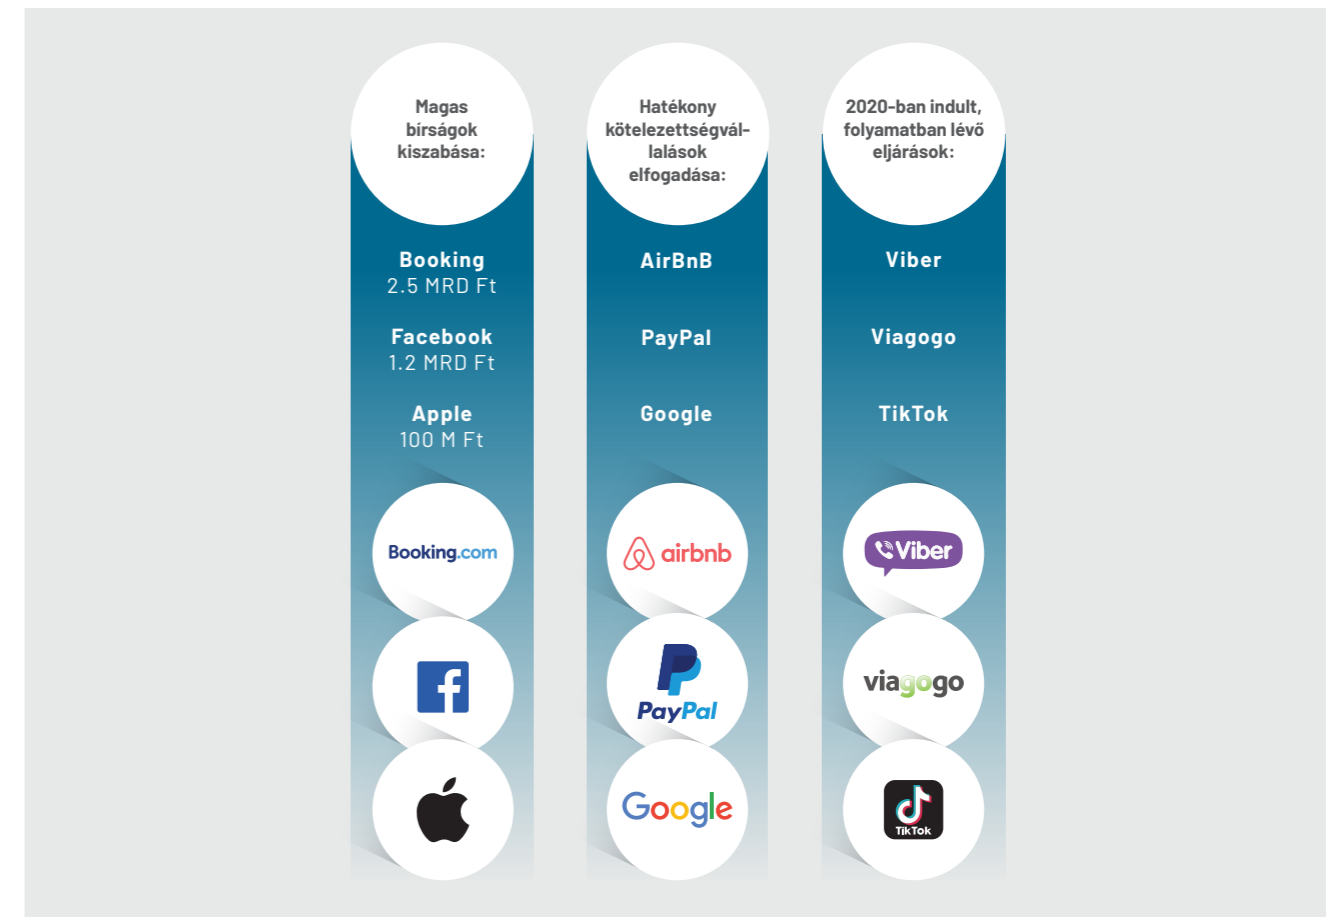 Magas
bírságok
kiszabása:
Booking
2.5 MRD Ft
Facebook
1.2 MRD Ft
Apple
100 M Ft
Booking.com
Hatékony
kötelezettségvál-
lalások
elfogadása:
AirBnB
PayPal
Google
airbnb
PayPal
Google
2020-ban indult,
folyamatban lévő
eljárások:
Viber
Viagogo
TikTok
Viber
viagogo
TikTok